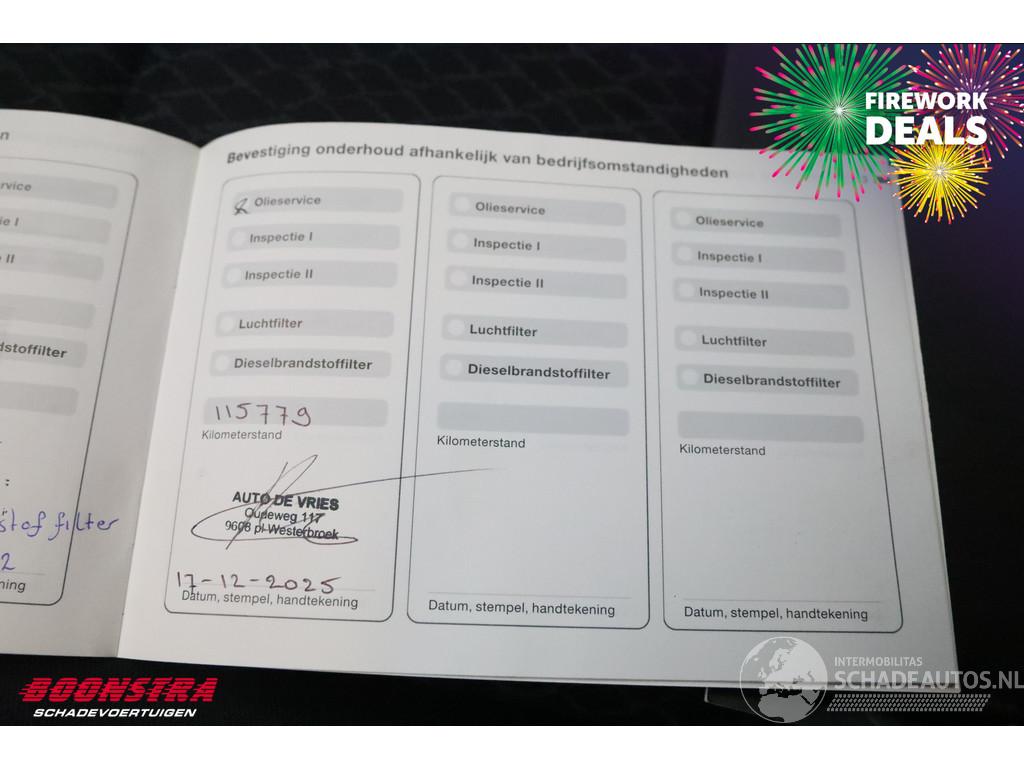 FIREWORK
DEALS
n
rvice
ie I
II
dstoffilter
:
stof filter
2
ning
Bevestiging onderhoud afhankelijk van bedrijfsomstandigheden
Olieservice
Inspectie I
Inspectie II
Luchtfilter
Dieselbrandstoffilter
115779
Kilometerstand
AUTO DE VRIES
Oudeweg 117
9608 pl Westerbroek
17-12-2025
Datum, stempel, handtekening
Olieservice
Inspectie I
Inspectie II
Luchtfilter
Dieselbrandstoffilter
Kilometerstand
Datum, stempel, handtekening
Olieservice
Inspectie I
Inspectie II
Luchtfilter
Dieselbrandstoffilter
Kilometerstand
Datum, stempel, handtekening
BOONSTRA
SCHADEVOERTUIGEN
INTERMOBILITAS
SCHADEAUTOS.NL